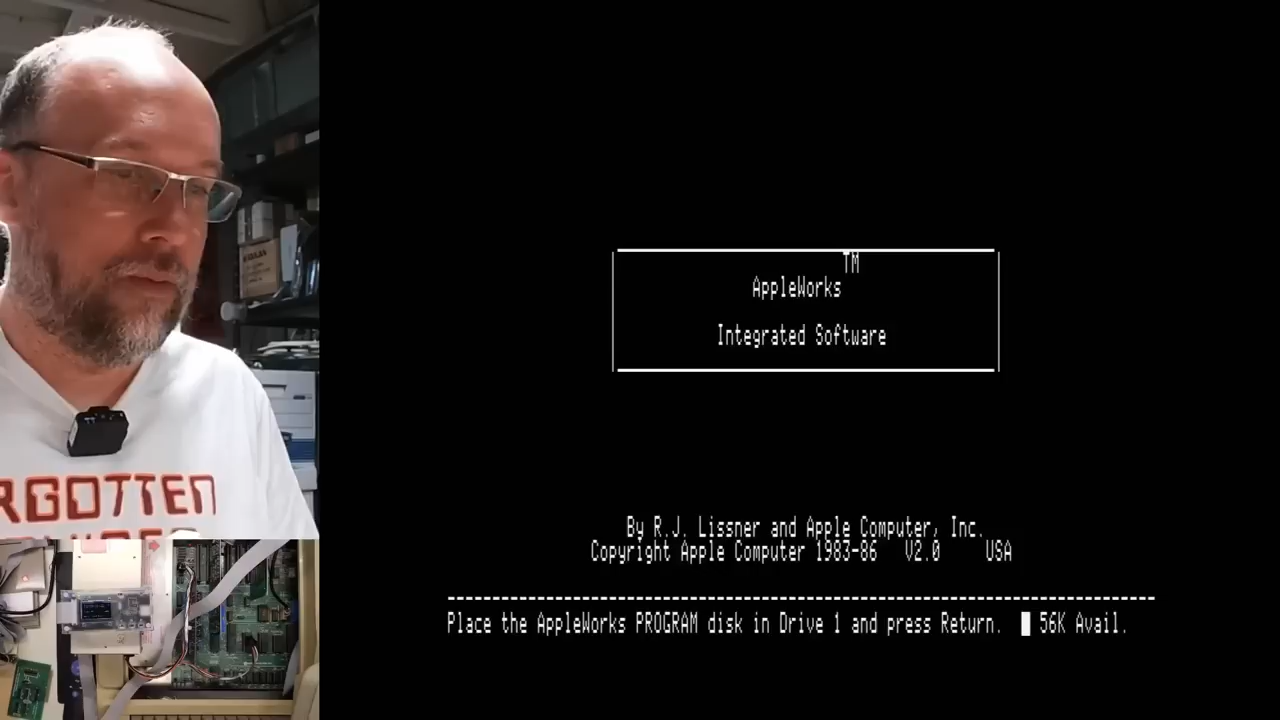 RGOTTEN
TM
AppleWorks
Integrated Software
By R.J. Lissner and Apple Computer, Inc.
Copyright Apple Computer 1983-86 V2.0 USA
--------------------------------------------------------------------------------
Place the AppleWorks PROGRAM disk in Drive 1 and press Return. 56K Avail.